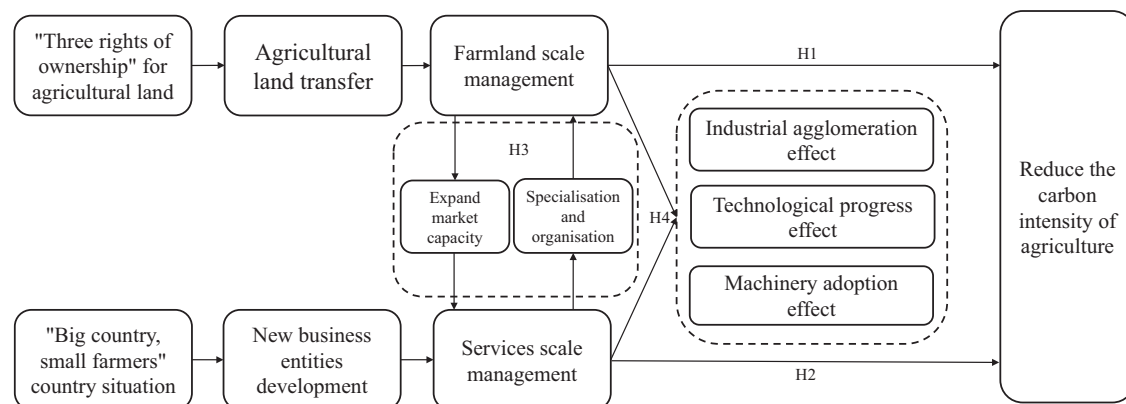 "Three rights of
ownership" for
agricultural land
Agricultural
land transfer
Farmland scale
management
H1
Industrial agglomeration
effect
H3
Expand
market
capacity
Specialisation
and
organisation
H4
Technological progress
effect
Machinery adoption
effect
Reduce the
carbon
intensity of
agriculture
"Big country,
small farmers"
country situation
New business
entities
development
Services scale
management
H2